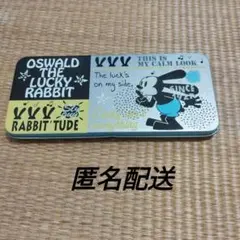 OSWALD
THE
LUCKY
RABBIT
RABBIT 'TUDE
The luck's
on my side.
THIS IS
MY CALM LOOK
SINCE
1927
匿名配送